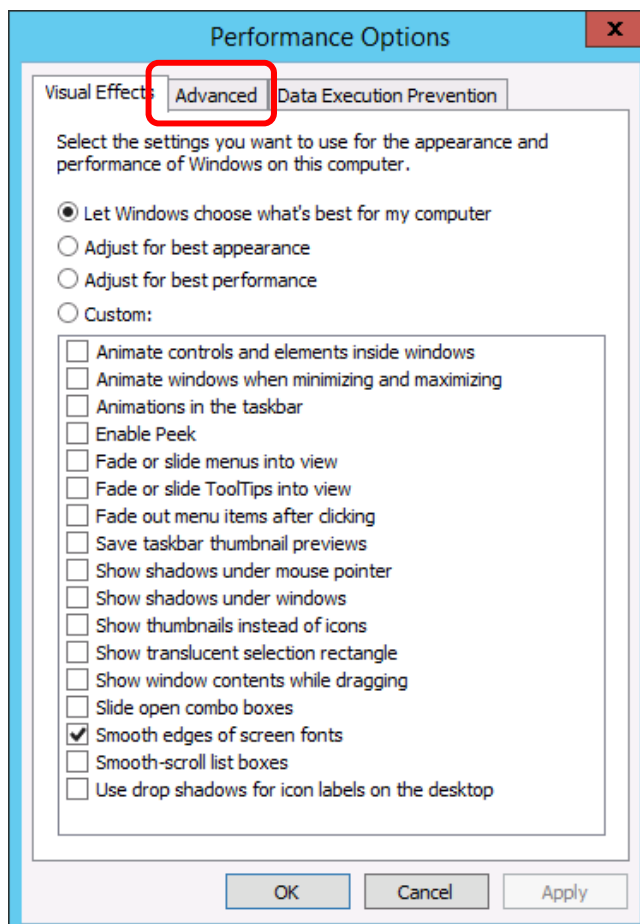 Performance Options
x
Visual Effects Advanced Data Execution Prevention
Select the settings you want to use for the appearance and
performance of Windows on this computer.
Let Windows choose what's best for my computer
Adjust for best appearance
Adjust for best performance
Custom:
Animate controls and elements inside windows
Animate windows when minimizing and maximizing
Animations in the taskbar
Enable Peek
Fade or slide menus into view
Fade or slide ToolTips into view
Fade out menu items after clicking
Save taskbar thumbnail previews
Show shadows under mouse pointer
Show shadows under windows
Show thumbnails instead of icons
Show translucent selection rectangle
Show window contents while dragging
Slide open combo boxes
Smooth edges of screen fonts
Smooth-scroll list boxes
Use drop shadows for icon labels on the desktop
OK Cancel Apply